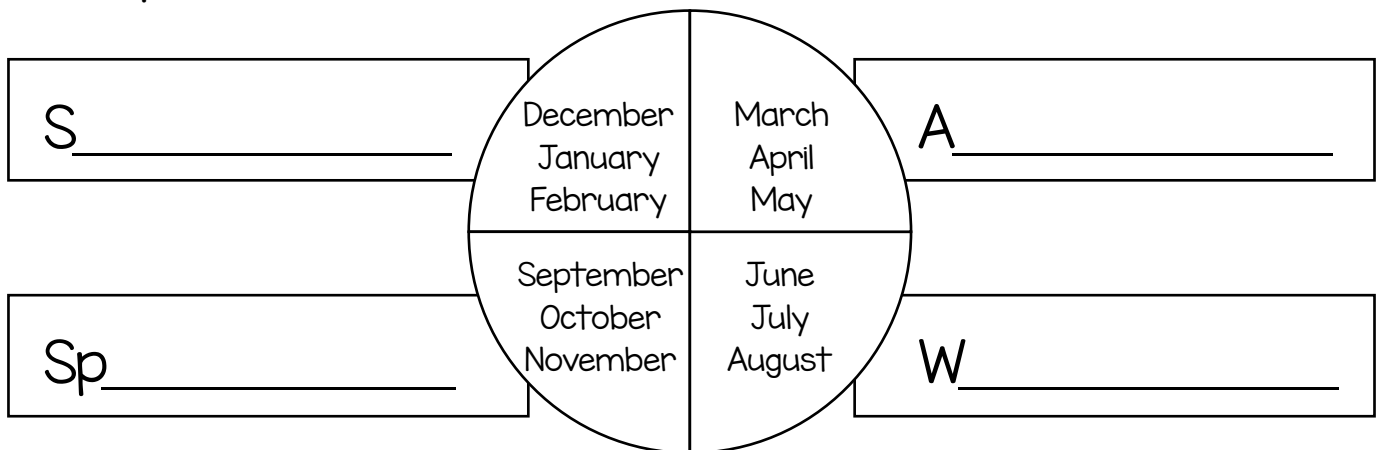 S
December
January
February
March
April
May
A
Sp
September
October
November
June
July
August
W